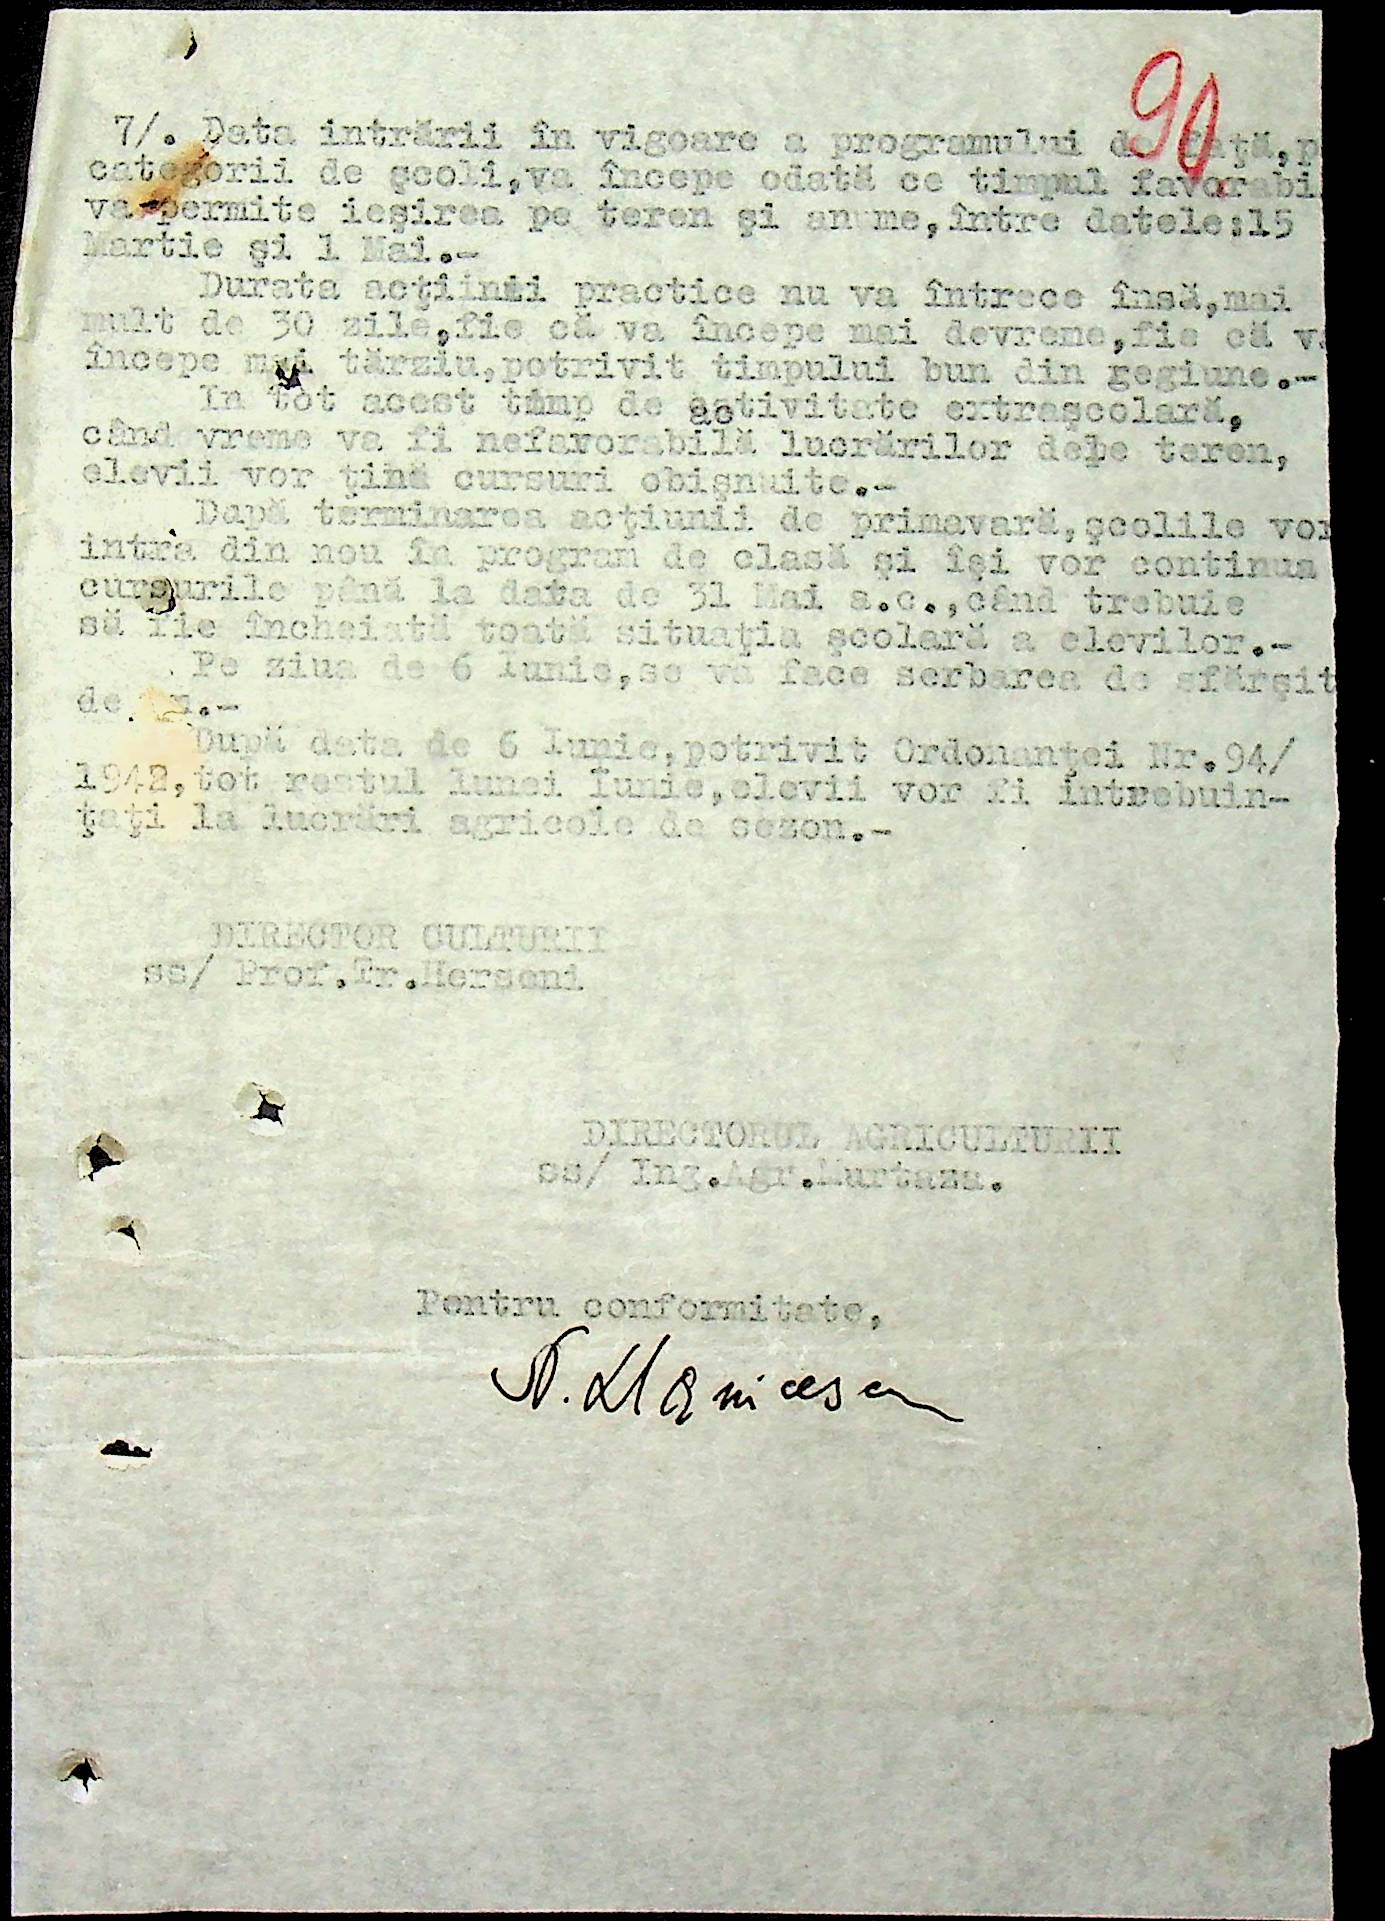 90
7/. Data intrării în vigoare a programului de față,p
categorii de școli,va începe odată ce timpul favorabi
va permite ieșirea pe teren și anume,între datele:15
Martie și 1 Mai.-
Durata practice nu va întrece însă,mai
mult de 30 zile,fie că va începe mai devreme,fie că va
începe mai tărziu,potrivit timpului bun din regiune.-
In tot acest timp de activitate extrașcolară,
când vreme va fi nefavorabilă lucrărilor depe teren,
elevii vor ține cursuri obișnuite.-
După terminarea acțiunii de primavară,școlile vor
intra din nou în program de clasă și își vor continua
cursurile până la data de 31 Mai a.c.,când trebuie
să fie încheiată toată situația școlară a elevilor.-
Pe ziua de 6 Iunie,se va face serbarea de sfărșit
de an.-
După data de 6 Iunie,potrivit Ordonanței Nr.94/
1942,tot restul lunei Iunie,elevii vor fi întrebuin-
țați la lucrări agricole de sezon.-
DIRECTOR CULTURII
ss/ Prof.Tr.Herseni
DIRECTORUL AGRICULTURII
ss/ Ing.Agr.Murtaza.
Pentru conformitate,